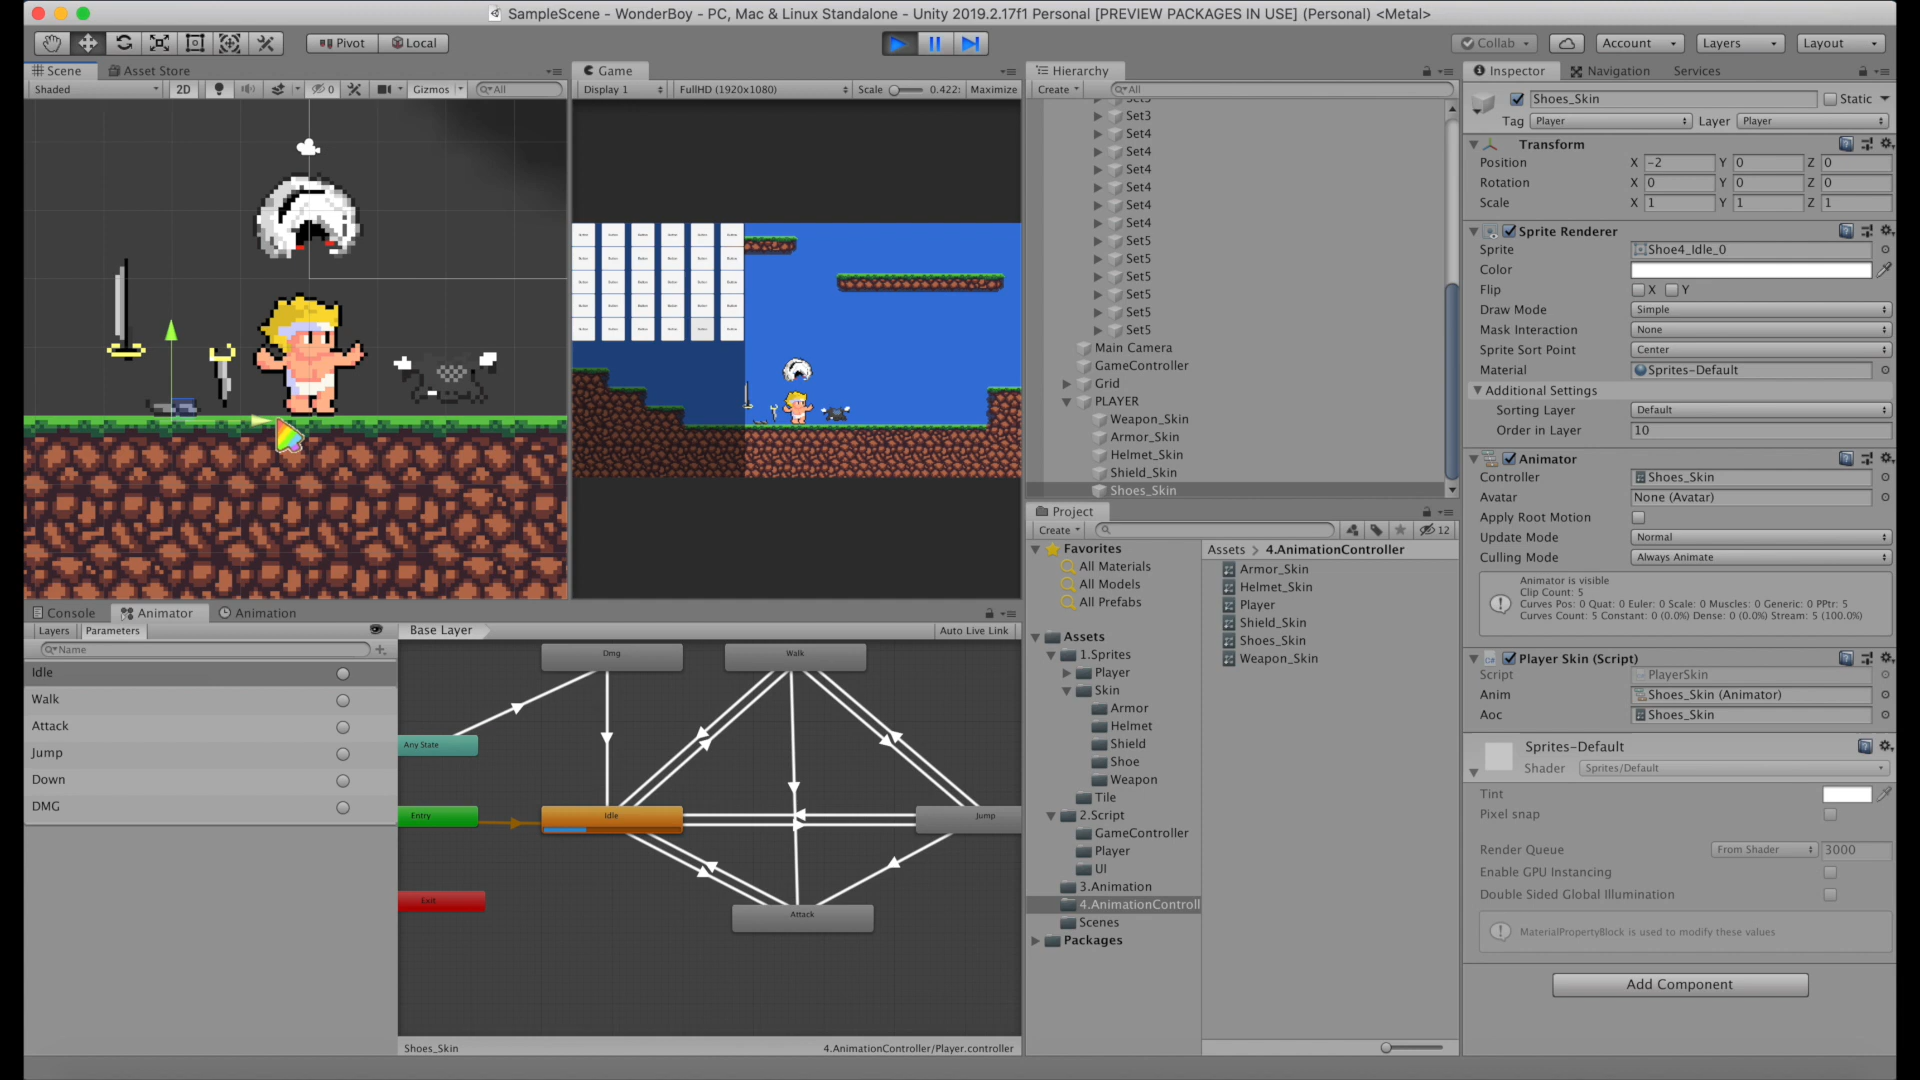 SampleScene - WonderBoy - PC, Mac & Linux Standalone - Unity 2019.2.17f1 Personal [PREVIEW PACKAGES IN USE] (Personal) <Metal>
Pivot Local
Collab Account Layers Layout
Scene Asset Store
Shaded 2D 0 Gizmos All
Game
Display 1 FullHD (1920x1080) Scale 0.422: Maximize
Hierarchy
Create All
Set3
Set3
Set4
Set4
Set4
Set4
Set4
Set4
Set5
Set5
Set5
Set5
Set5
Set5
Main Camera
GameController
Grid
PLAYER
Weapon_Skin
Armor_Skin
Helmet_Skin
Shield_Skin
Shoes_Skin
Project
Create 12
Favorites
All Materials
All Models
All Prefabs
Assets
1.Sprites
Player
Skin
Armor
Helmet
Shield
Shoe
Weapon
Tile
2.Script
GameController
Player
UI
3.Animation
4.AnimationControll
Scenes
Packages
Assets > 4.AnimationController
Armor_Skin
Helmet_Skin
Player
Shield_Skin
Shoes_Skin
Weapon_Skin
Inspector Navigation Services
Shoes_Skin Static
Tag Player Layer Player
Transform
Position X -2 Y 0 Z 0
Rotation X 0 Y 0 Z 0
Scale X 1 Y 1 Z 1
Sprite Renderer
Sprite Shoe4_Idle_0
Color
Flip X Y
Draw Mode Simple
Mask Interaction None
Sprite Sort Point Center
Material Sprites-Default
Additional Settings
Sorting Layer Default
Order in Layer 10
Animator
Controller Shoes_Skin
Avatar None (Avatar)
Apply Root Motion
Update Mode Normal
Culling Mode Always Animate
Animator is visible
Clip Count: 5
Curves Pos: 0 Quat: 0 Euler: 0 Scale: 0 Muscles: 0 Generic: 0 PPtr: 5
Curves Count: 5 Constant: 0 (0.0%) Dense: 0 (0.0%) Stream: 5 (100.0%)
Player Skin (Script)
Script PlayerSkin
Anim Shoes_Skin (Animator)
Aoc Shoes_Skin
Sprites-Default
Shader Sprites/Default
Tint
Pixel snap
Render Queue From Shader 3000
Enable GPU Instancing
Double Sided Global Illumination
MaterialPropertyBlock is used to modify these values
Add Component
Console Animator Animation
Layers Parameters Base Layer Auto Live Link
Name
Idle
Walk
Attack
Jump
Down
DMG
Dmg
Walk
Any State
Entry
Idle
Jump
Exit
Attack
Shoes_Skin 4.AnimationController/Player.controller